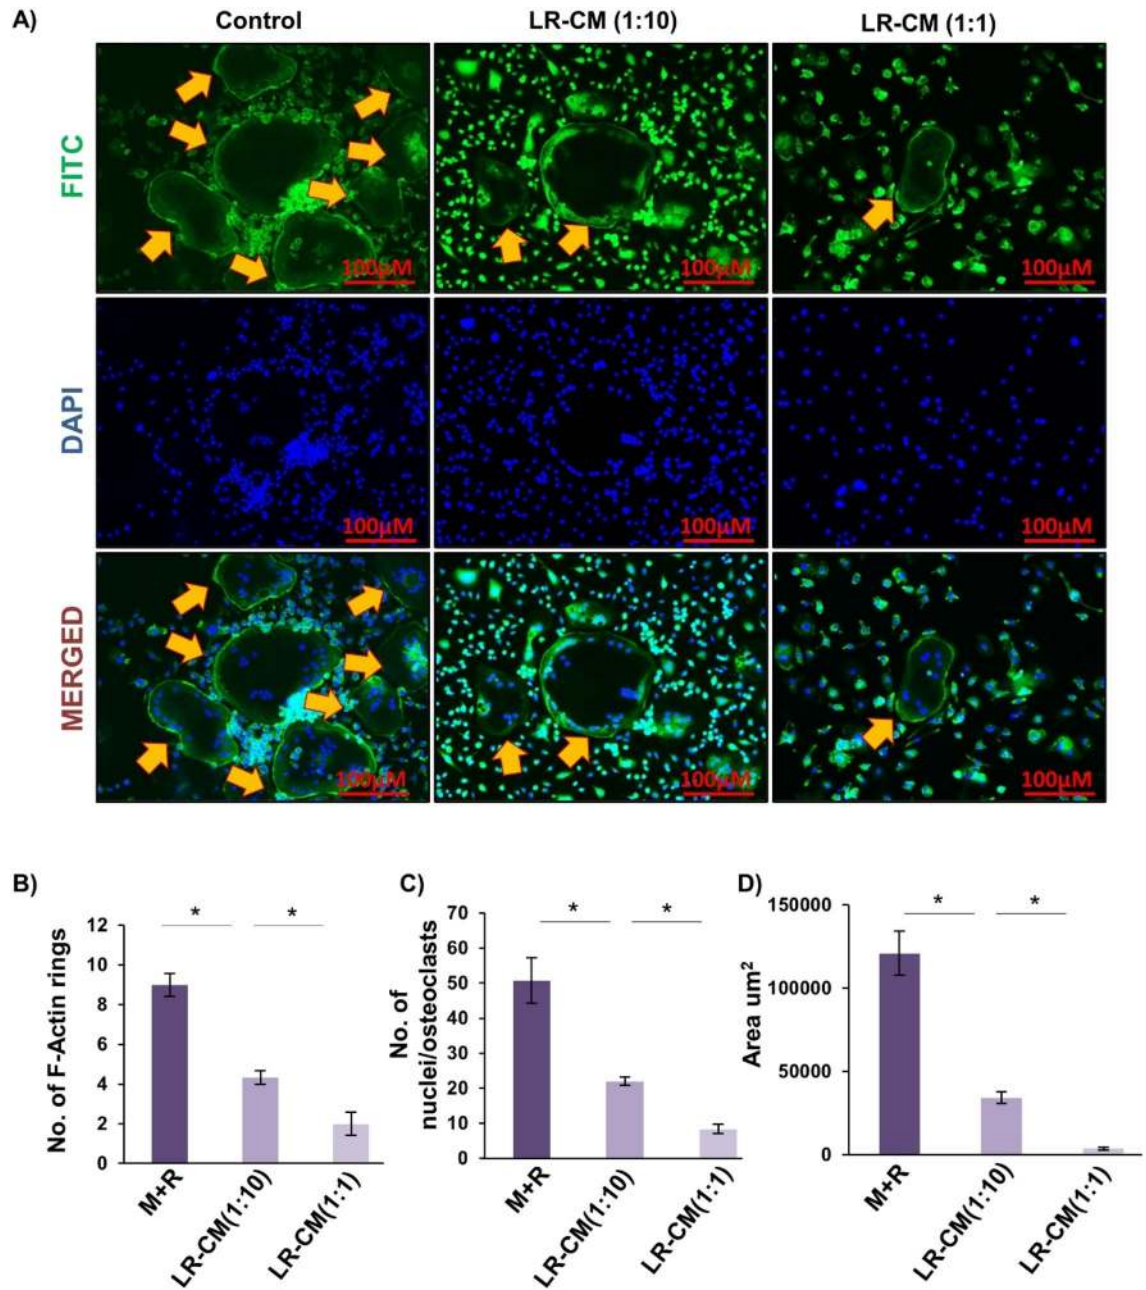 A)
Control
LR-CM (1:10)
LR-CM (1:1)
FITC
100µM
100µM
100µM
DAPI
100µM
100µM
100µM
MERGED
100µM
100µM
100µM
B)
No. of F-Actin rings
12
10
8
6
4
2
0
*
*
M+R
LR-CM(1:10)
LR-CM(1:1)
C)
No. of
nuclei/osteoclasts
70
60
50
40
30
20
10
0
*
*
M+R
LR-CM(1:10)
LR-CM(1:1)
D)
Area um²
150000
100000
50000
0
*
*
M+R
LR-CM(1:10)
LR-CM(1:1)